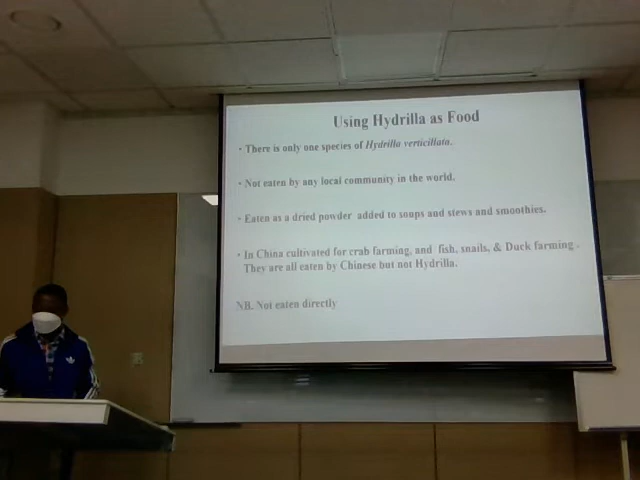 Using Hydrilla as Food
• There is only one species of Hydrilla verticillata.
• Not eaten by any local community in the world.
• Eaten as a dried powder added to soups and stews and smoothies.
• In China cultivated for crab farming, and fish, snails, & Duck farming -
They are all eaten by Chinese but not Hydrilla.
NB. Not eaten directly